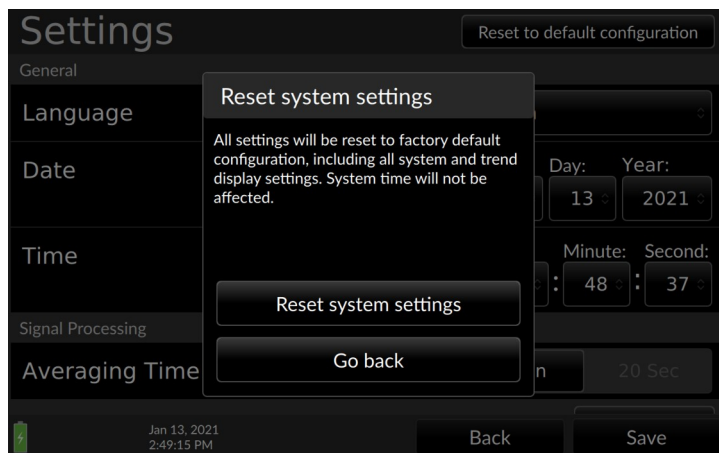 Settings
Reset to default configuration
General
Reset system settings
Language
All settings will be reset to factory default
configuration, including all system and trend
display settings. System time will not be
affected.
Date
Day: Year:
13 2021
Time
Minute: Second:
: 48 : 37
Reset system settings
Signal Processing
Go back
Averaging Time
n 20 Sec
Jan 13, 2021
2:49:15 PM
Back
Save